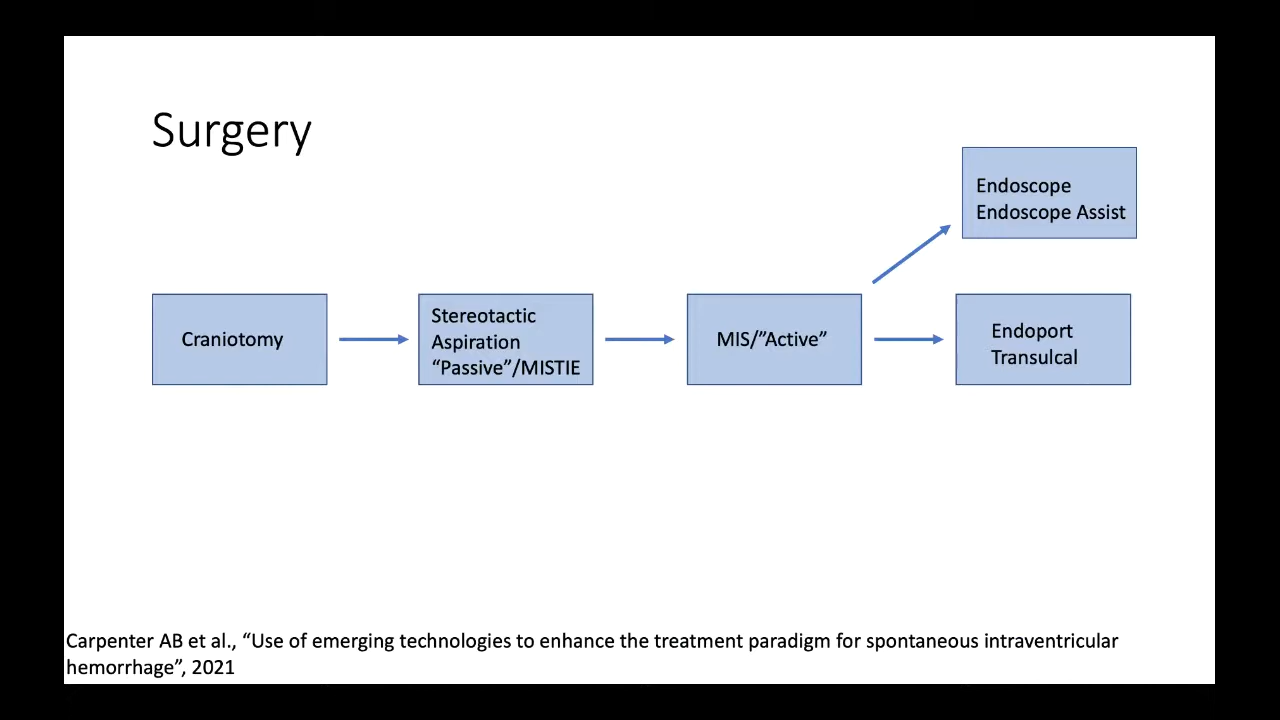 Surgery
Endoscope
Endoscope Assist
Craniotomy
Stereotactic
Aspiration
“Passive”/MISTIE
MIS/”Active”
Endoport
Transulcal
Carpenter AB et al., “Use of emerging technologies to enhance the treatment paradigm for spontaneous intraventricular
hemorrhage”, 2021